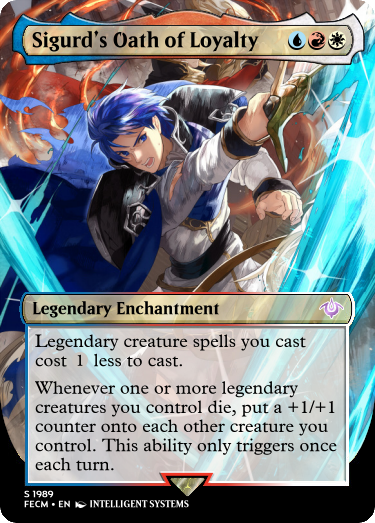 Sigurd's Oath of Loyalty
Legendary Enchantment
Legendary creature spells you cast
cost 1 less to cast.
Whenever one or more legendary
creatures you control die, put a +1/+1
counter onto each other creature you
control. This ability only triggers once
each turn.
S 1989
FECM • EN INTELLIGENT SYSTEMS